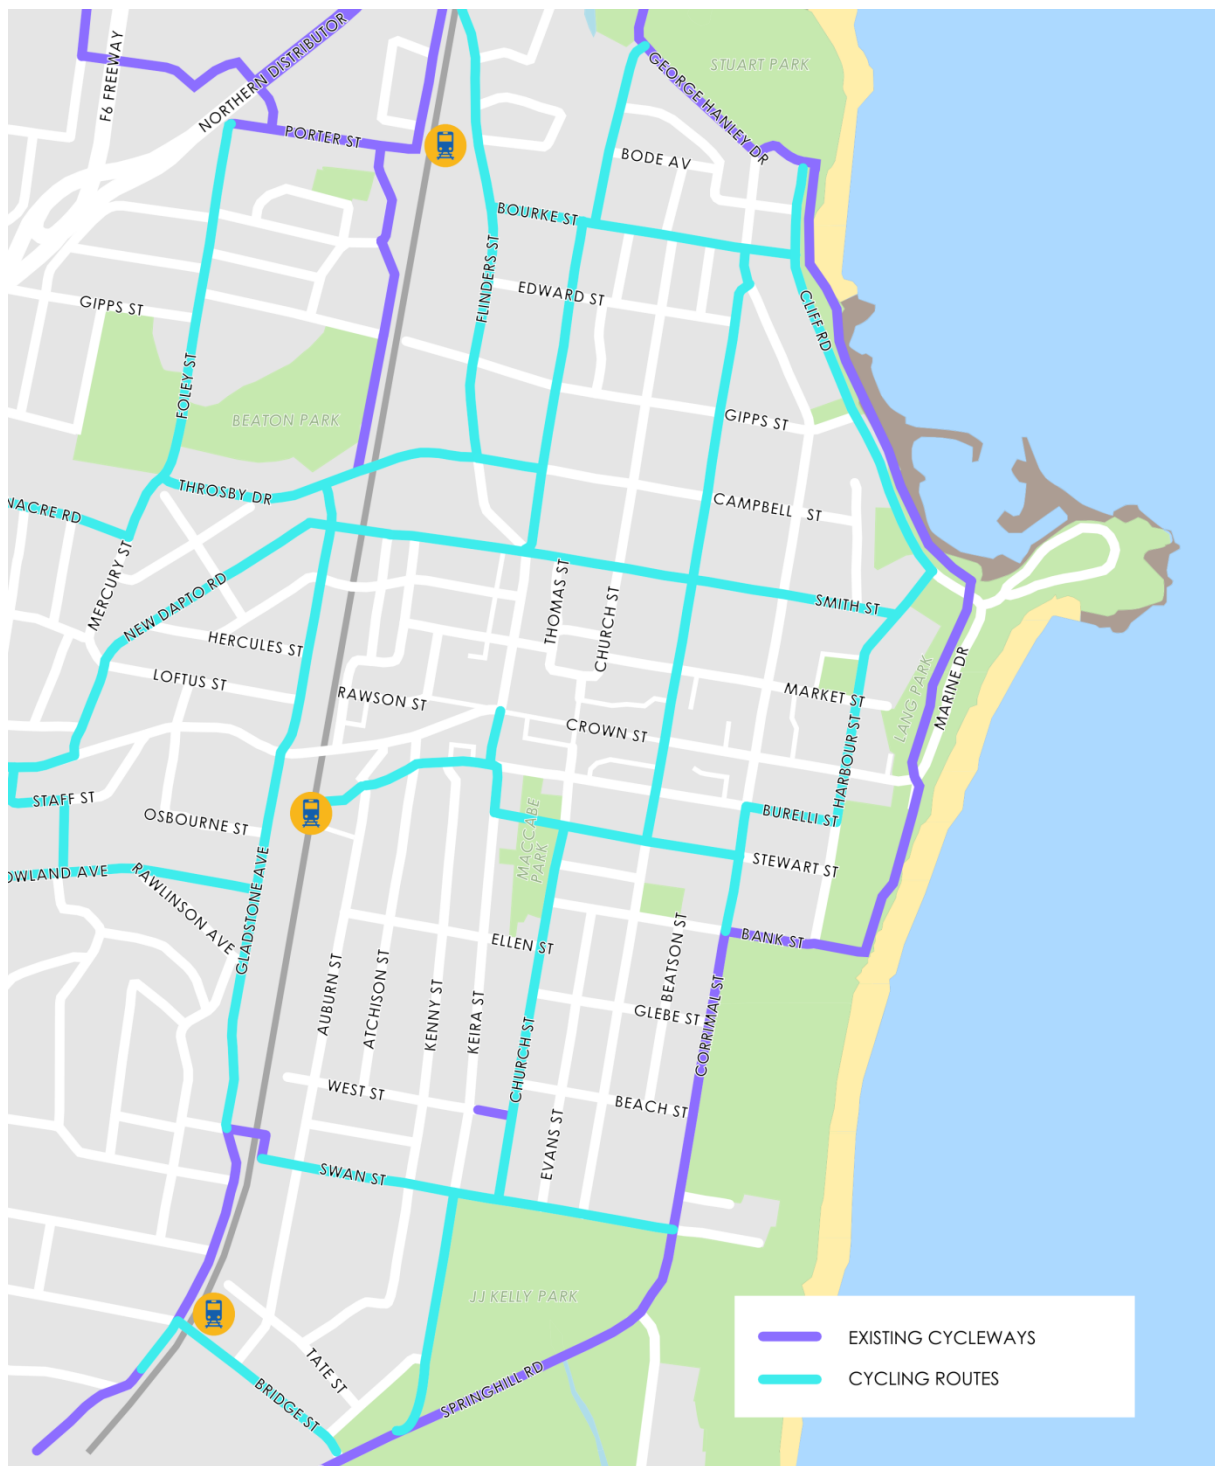 F6 FREEWAY
NORTHERN DISTRIBUTOR
STUART PARK
GEORGE HANLEY DR
PORTER ST
BODE AV
BOURKE ST
FLINDERS ST
EDWARD ST
GIPPS ST
CLIFF RD
FOLEY ST
BEATON PARK
GIPPS ST
THROSBY DR
CAMPBELL ST
NACRE RD
MERCURY ST
NEW DAPTO RD
THOMAS ST
CHURCH ST
SMITH ST
HERCULES ST
LOFTUS ST
RAWSON ST
MARKET ST
LANG PARK
MARINE DR
CROWN ST
HARBOUR ST
STAFF ST
OSBOURNE ST
MACCABE
PARK
BURELLI ST
STEWART ST
OWLAND AVE
RAWLINSON AVE
GLADSTONE AVE
ELLEN ST
BEATSON ST
BANK ST
AUBURN ST
ATCHISON ST
KENNY ST
KEIRA ST
CHURCH ST
GLEBE ST
CORRIMAL ST
WEST ST
BEACH ST
EVANS ST
SWAN ST
JJ KELLY PARK
TATE ST
BRIDGE ST
SPRINGHILL RD
EXISTING CYCLEWAYS
CYCLING ROUTES